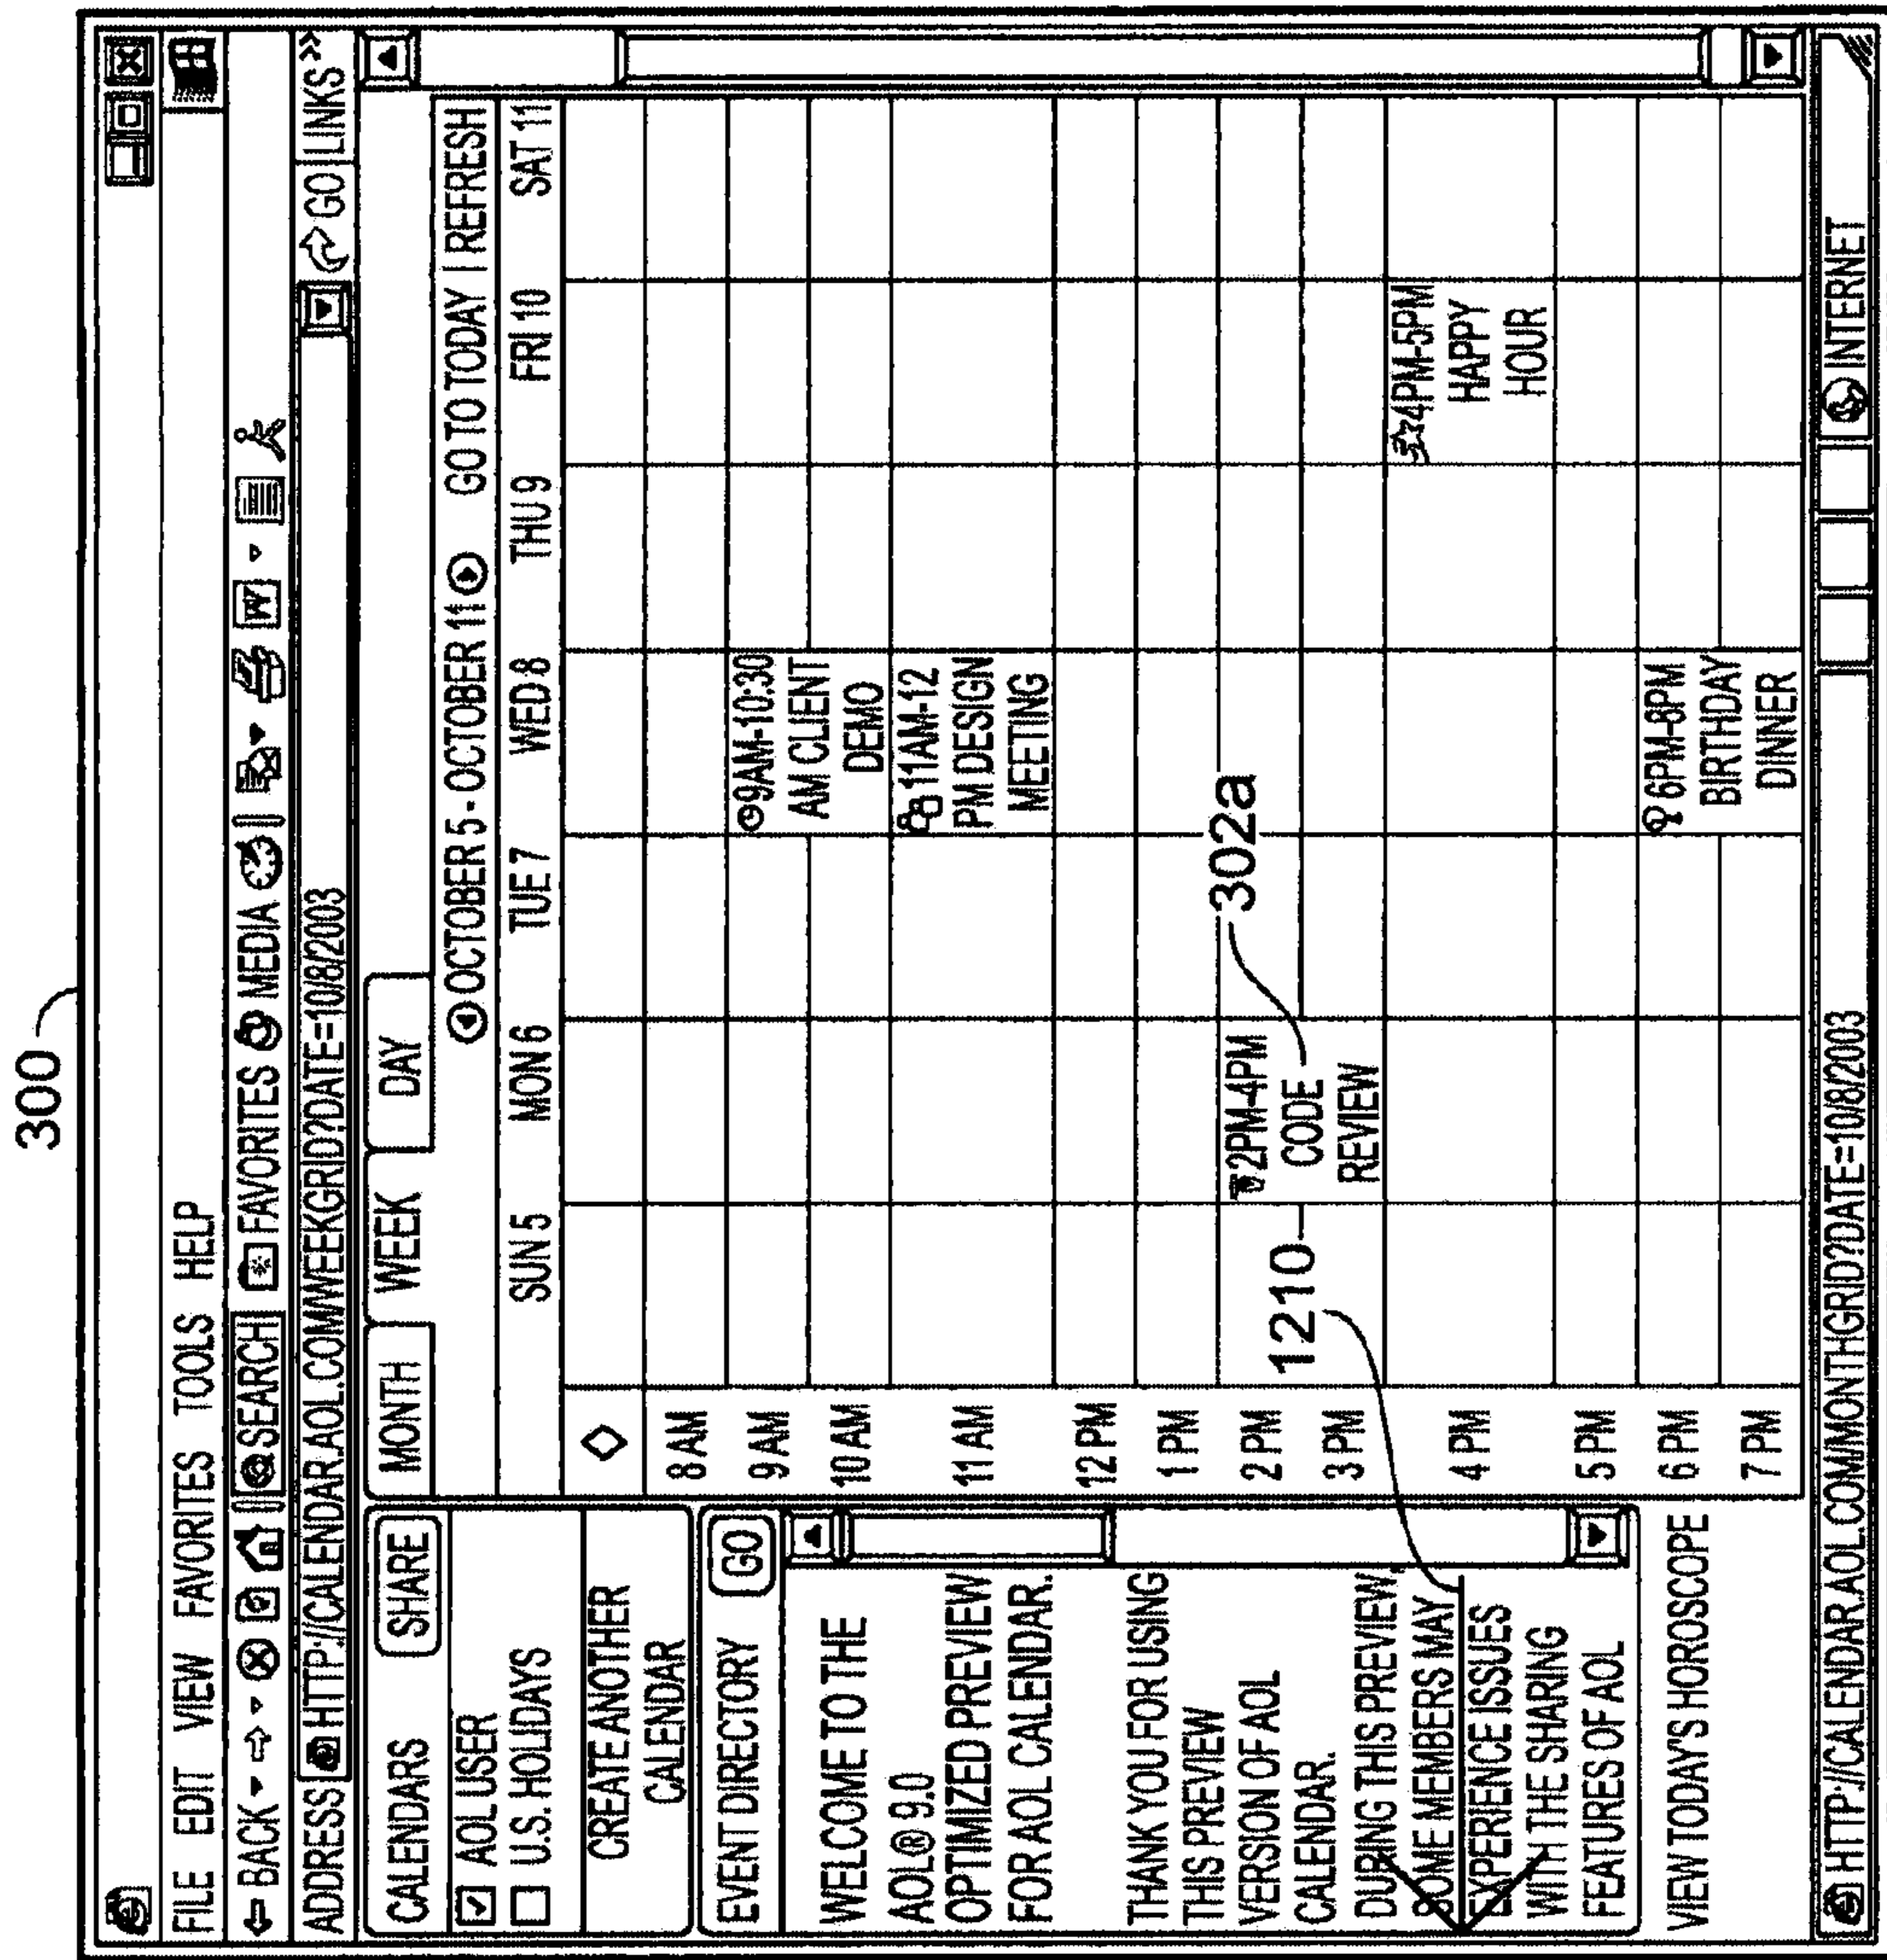 300
FILE EDIT VIEW FAVORITES TOOLS HELP
BACK SEARCH FAVORITES MEDIA W
ADDRESS HTTP://CALENDAR.AOL.COM/WEEKGRID?DATE=10/8/2003 GO LINKS >>
CALENDARS SHARE
AOL USER
U.S. HOLIDAYS
CREATE ANOTHER
CALENDAR
EVENT DIRECTORY GO
WELCOME TO THE
AOL® 9.0
OPTIMIZED PREVIEW
FOR AOL CALENDAR.
THANK YOU FOR USING
THIS PREVIEW
VERSION OF AOL
CALENDAR.
DURING THIS PREVIEW,
SOME MEMBERS MAY
EXPERIENCE ISSUES
WITH THE SHARING
FEATURES OF AOL
VIEW TODAY'S HOROSCOPE
MONTH WEEK DAY
OCTOBER 5 - OCTOBER 11 GO TO TODAY | REFRESH
SUN 5 MON 6 TUE 7 WED 8 THU 9 FRI 10 SAT 11
8 AM
9 AM
10 AM
11 AM
12 PM
1 PM
2 PM
3 PM
4 PM
5 PM
6 PM
7 PM
9AM-10:30
AM CLIENT
DEMO
11AM-12
PM DESIGN
MEETING
2PM-4PM
CODE
REVIEW
302a
1210
4PM-5PM
HAPPY
HOUR
6PM-8PM
BIRTHDAY
DINNER
HTTP://CALENDAR.AOL.COM/MONTHGRID?DATE=10/8/2003 INTERNET